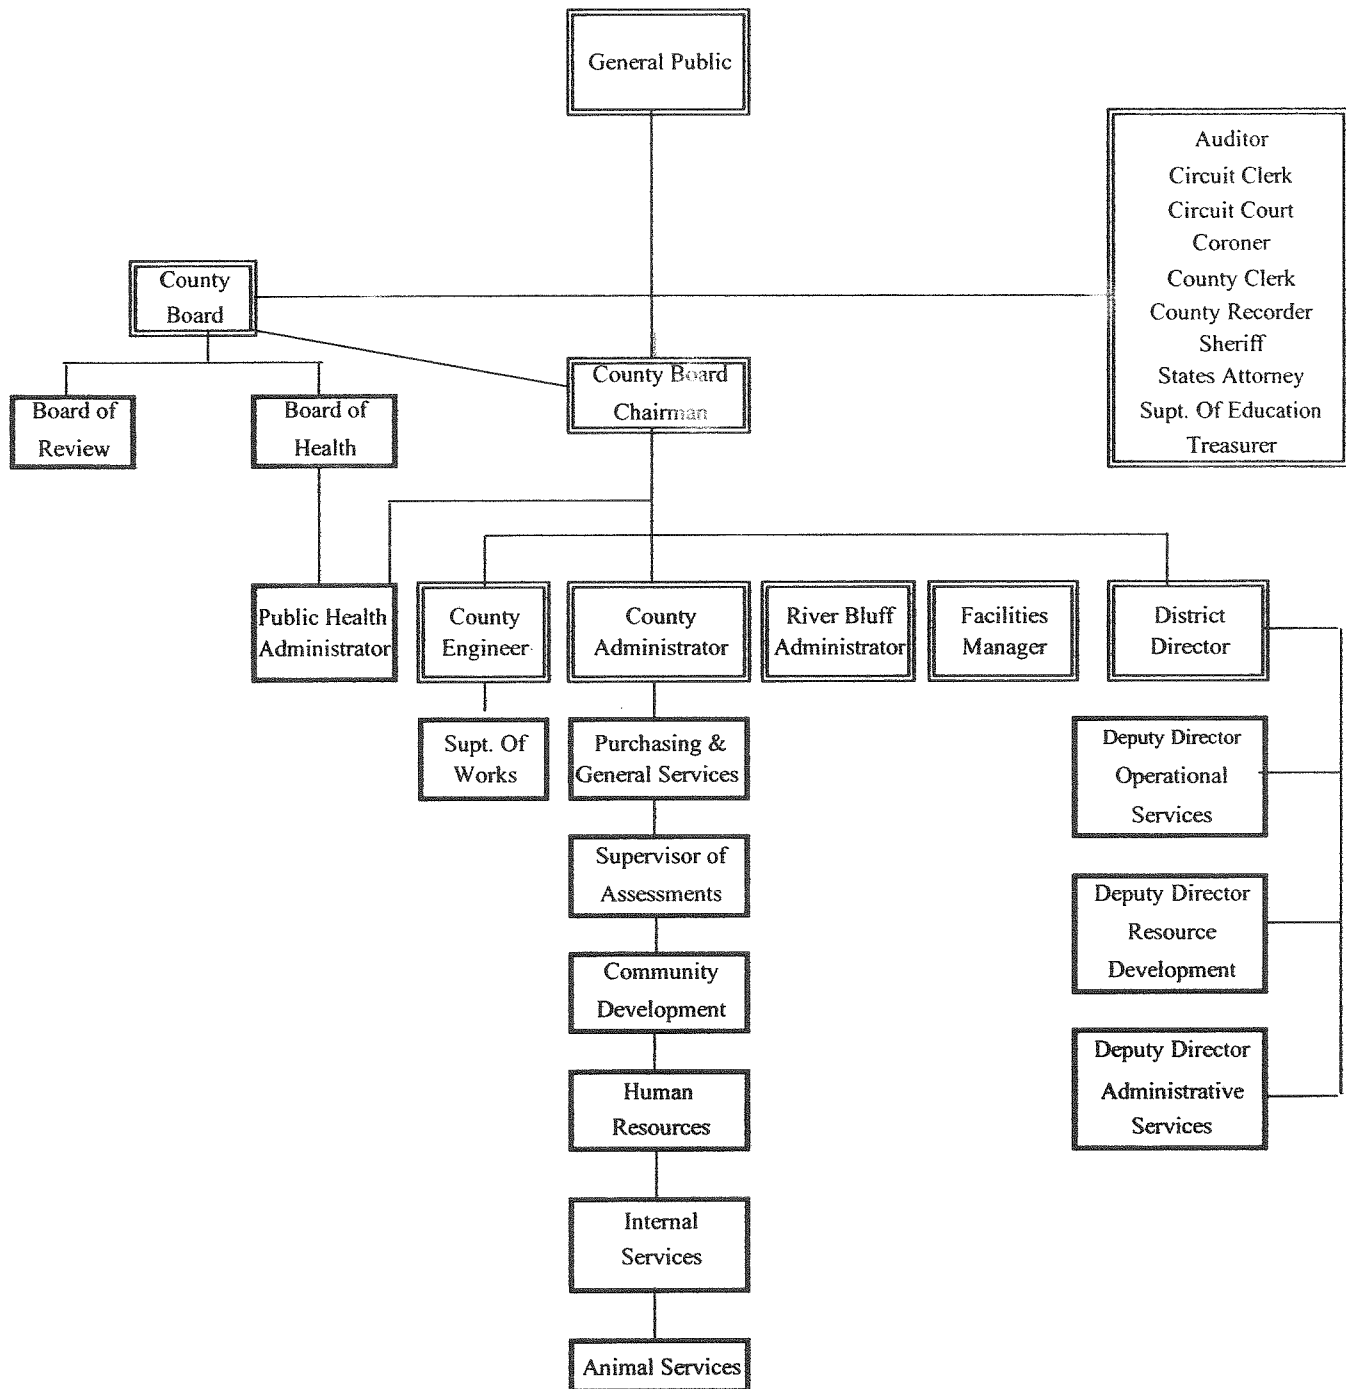 General Public
Auditor
Circuit Clerk
Circuit Court
Coroner
County Clerk
County Recorder
Sheriff
States Attorney
Supt. Of Education
Treasurer
County
Board
County Board
Chairman
Board of
Review
Board of
Health
Public Health
Administrator
County
Engineer
County
Administrator
River Bluff
Administrator
Facilities
Manager
District
Director
Supt. Of
Works
Purchasing &
General Services
Supervisor of
Assessments
Community
Development
Human
Resources
Internal
Services
Animal Services
Deputy Director
Operational
Services
Deputy Director
Resource
Development
Deputy Director
Administrative
Services